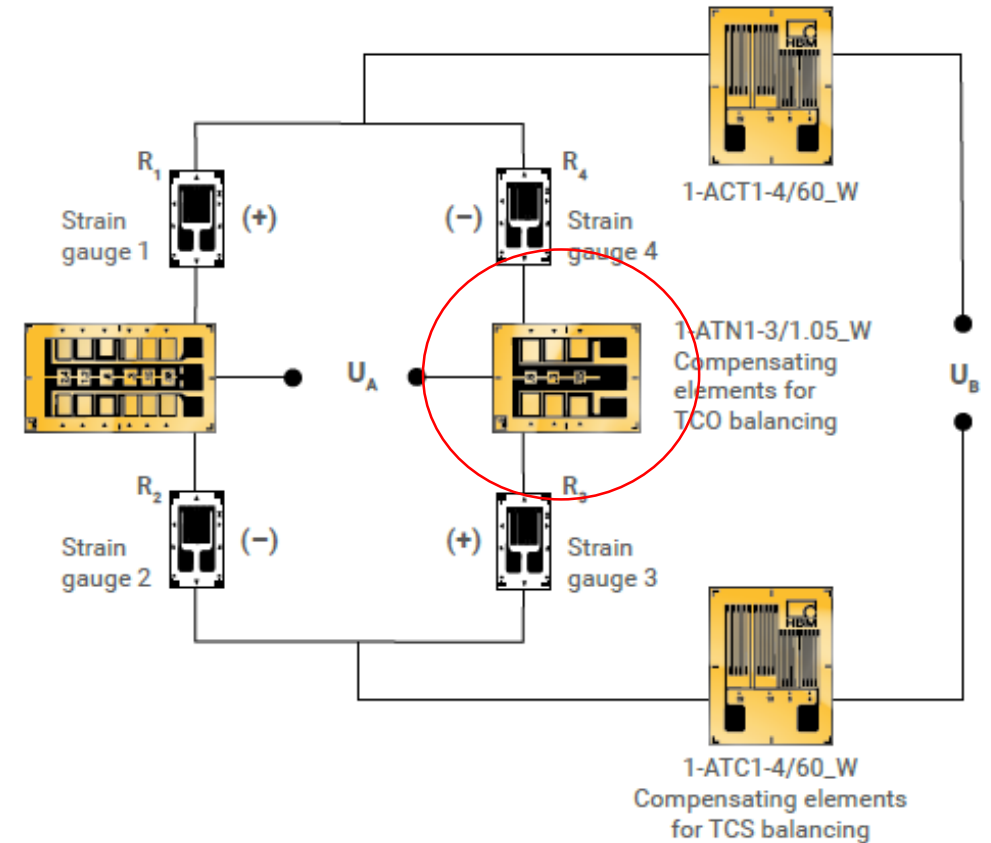 HBM
1-ACT1-4/60_W
R1
(+)
Strain
gauge 1
R4
(−)
Strain
gauge 4
1-ATN1-3/1.05_W
Compensating
elements for
TCO balancing
UA
UB
R2
(−)
Strain
gauge 2
R3
(+)
Strain
gauge 3
HBM
1-ATC1-4/60_W
Compensating elements
for TCS balancing